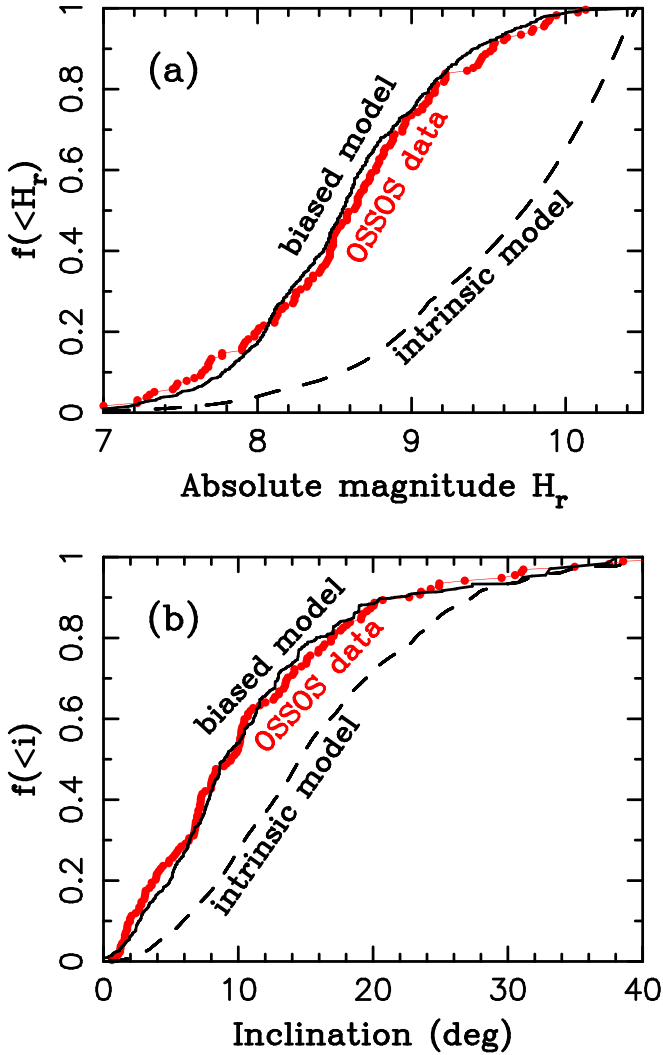 (a)
biased model
OSSOS data
intrinsic model
f(<H_r)
0
0.2
0.4
0.6
0.8
1
7
8
9
10
Absolute magnitude H_r
(b)
biased model
OSSOS data
intrinsic model
f(<i)
0
0.2
0.4
0.6
0.8
1
0
10
20
30
40
Inclination (deg)